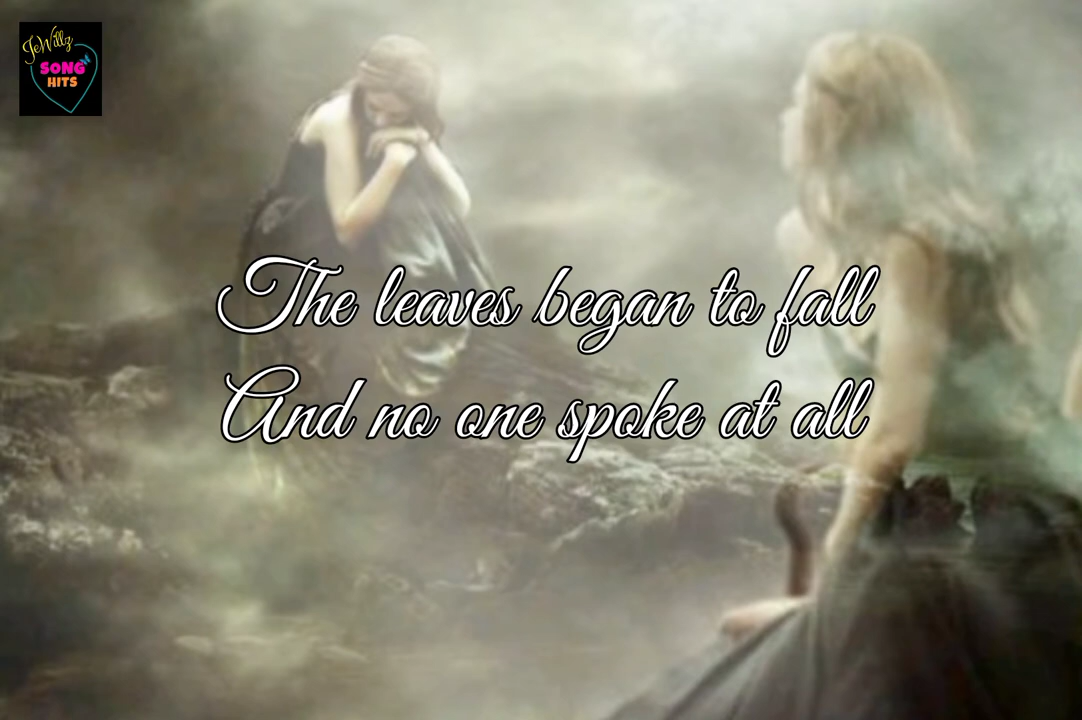 JeWillz
SONG
HITS
The leaves began to fall
And no one spoke at all